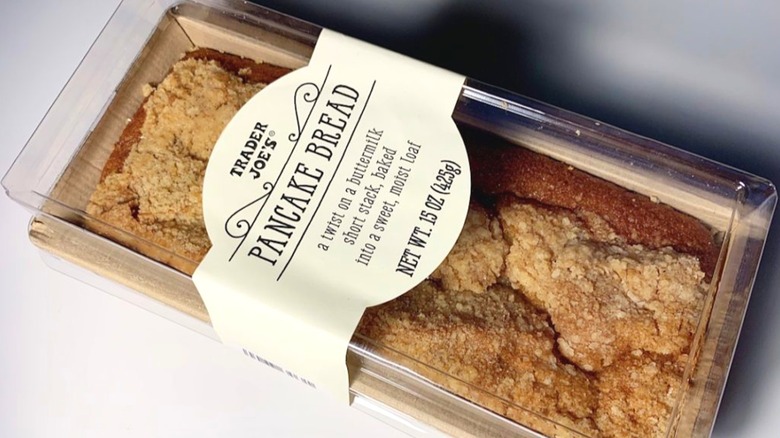 TRADER
JOE'S®
PANCAKE BREAD
a twist on a buttermilk
short stack, baked
into a sweet, moist loaf
NET WT. 15 OZ (425g)